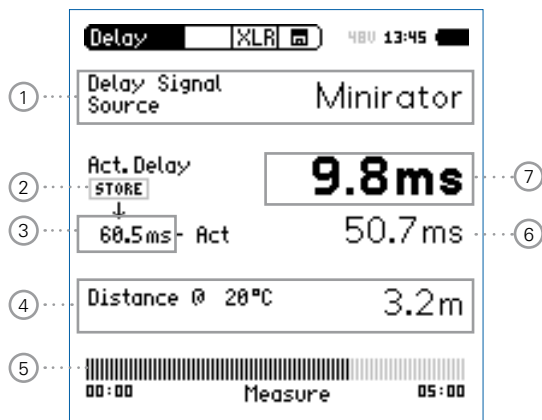 Delay XLR 48V 13:45
1 Delay Signal
Source Minirator
Act. Delay 9.8ms 7
2 STORE
3 60.5ms - Act 50.7ms 6
4 Distance @ 20°C 3.2m
5
00:00 Measure 05:00